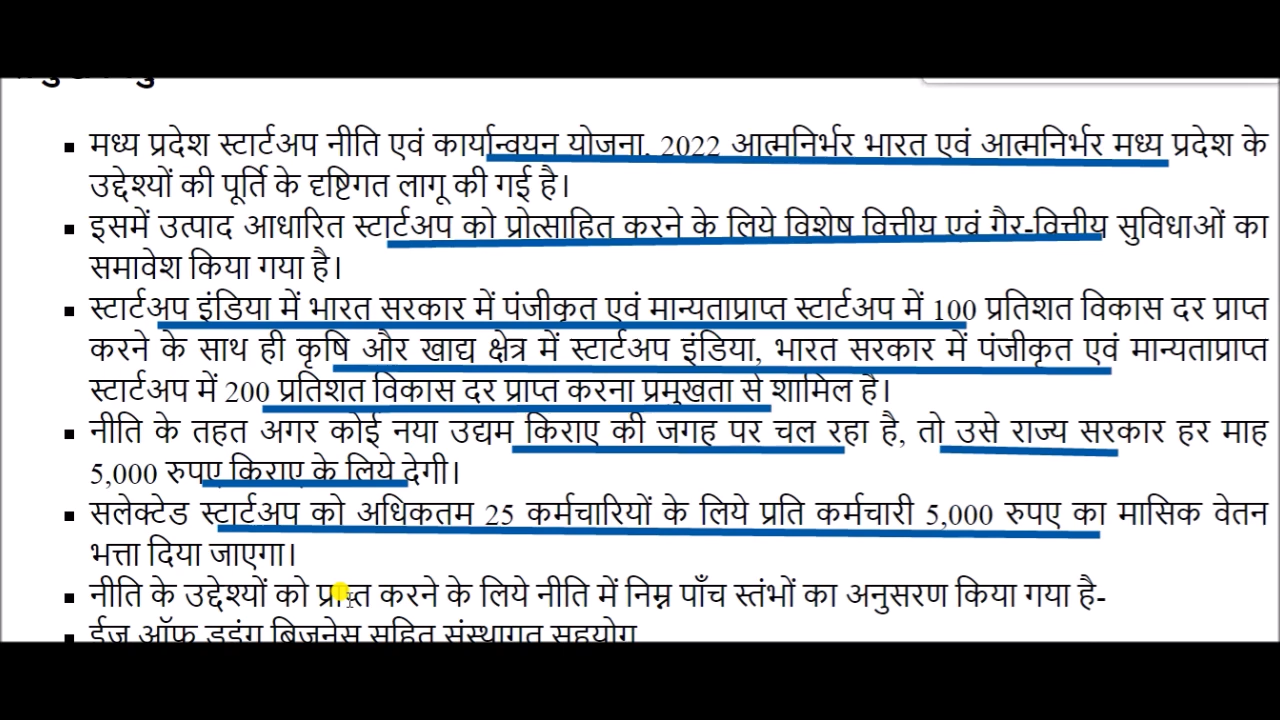 ▪ मध्य प्रदेश स्टार्टअप नीति एवं कार्यान्वयन योजना, 2022 आत्मनिर्भर भारत एवं आत्मनिर्भर मध्य प्रदेश के
उद्देश्यों की पूर्ति के दृष्टिगत लागू की गई है।
▪ इसमें उत्पाद आधारित स्टार्टअप को प्रोत्साहित करने के लिये विशेष वित्तीय एवं गैर-वित्तीय सुविधाओं का
समावेश किया गया है।
▪ स्टार्टअप इंडिया में भारत सरकार में पंजीकृत एवं मान्यताप्राप्त स्टार्टअप में 100 प्रतिशत विकास दर प्राप्त
करने के साथ ही कृषि और खाद्य क्षेत्र में स्टार्टअप इंडिया, भारत सरकार में पंजीकृत एवं मान्यताप्राप्त
स्टार्टअप में 200 प्रतिशत विकास दर प्राप्त करना प्रमुखता से शामिल है।
▪ नीति के तहत अगर कोई नया उद्यम किराए की जगह पर चल रहा है, तो उसे राज्य सरकार हर माह
5,000 रुपए किराए के लिये देगी।
▪ सलेक्टेड स्टार्टअप को अधिकतम 25 कर्मचारियों के लिये प्रति कर्मचारी 5,000 रुपए का मासिक वेतन
भत्ता दिया जाएगा।
▪ नीति के उद्देश्यों को प्राप्त करने के लिये नीति में निम्न पाँच स्तंभों का अनुसरण किया गया है-
▪ ईज ऑफ डूइंग बिजनेस सहित संस्थागत सहयोग